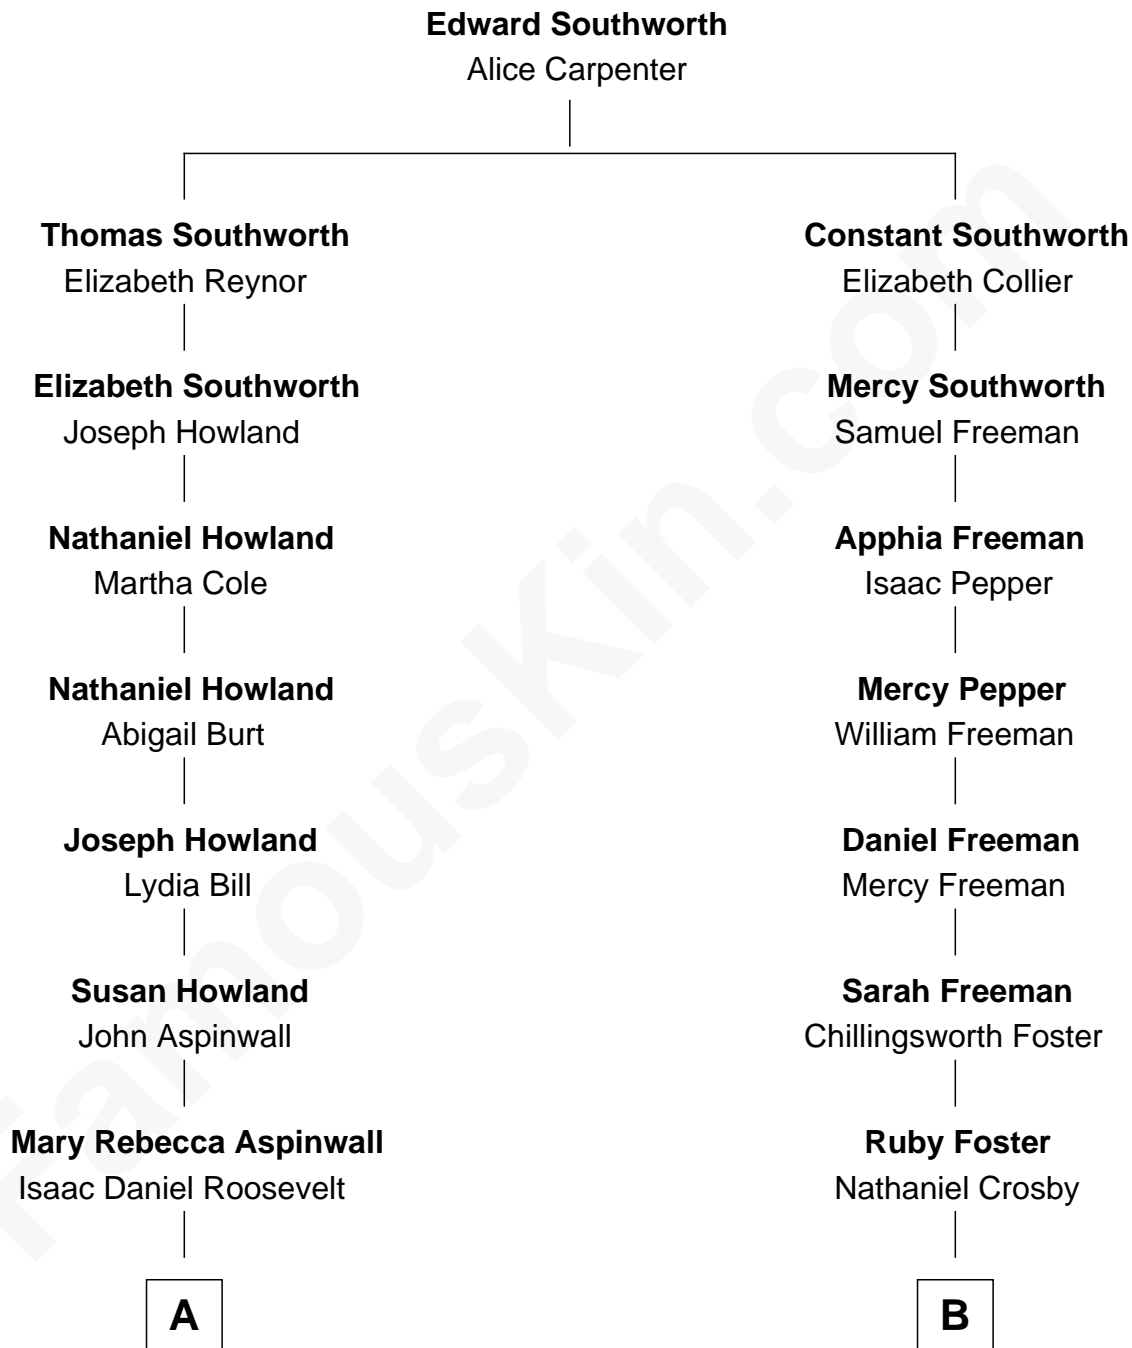 Edward Southworth
Alice Carpenter
Thomas Southworth
Elizabeth Reynor
Constant Southworth
Elizabeth Collier
Elizabeth Southworth
Joseph Howland
Mercy Southworth
Samuel Freeman
Nathaniel Howland
Martha Cole
Apphia Freeman
Isaac Pepper
Nathaniel Howland
Abigail Burt
Mercy Pepper
William Freeman
Joseph Howland
Lydia Bill
Daniel Freeman
Mercy Freeman
Susan Howland
John Aspinwall
Sarah Freeman
Chillingsworth Foster
Mary Rebecca Aspinwall
Isaac Daniel Roosevelt
Ruby Foster
Nathaniel Crosby
A
B
FamousKin.com